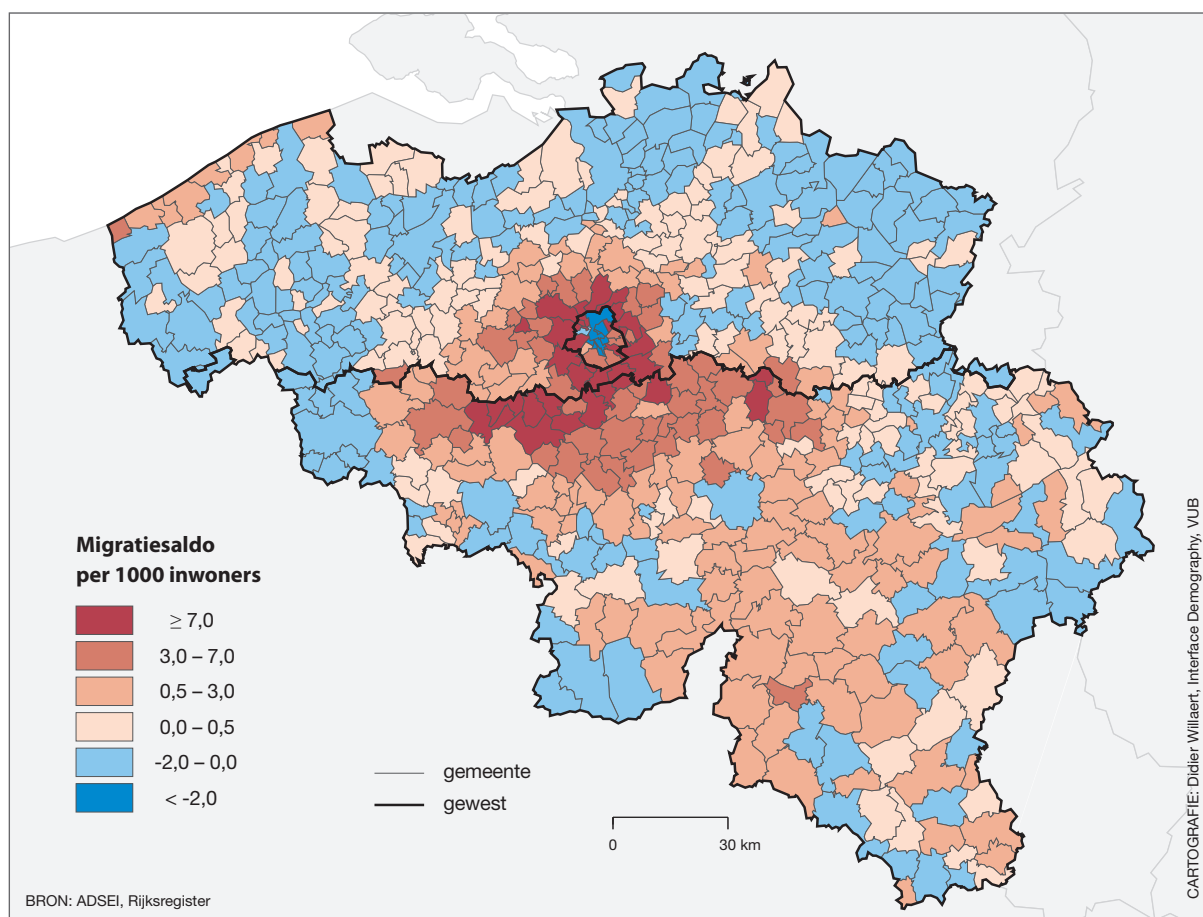 Migratiesaldo
per 1000 inwoners
≥ 7,0
3,0 – 7,0
0,5 – 3,0
0,0 – 0,5
-2,0 – 0,0
< -2,0
gemeente
gewest
0 30 km
BRON: ADSEI, Rijksregister
CARTOGRAFIE: Didier Willaert, Interface Demography, VUB